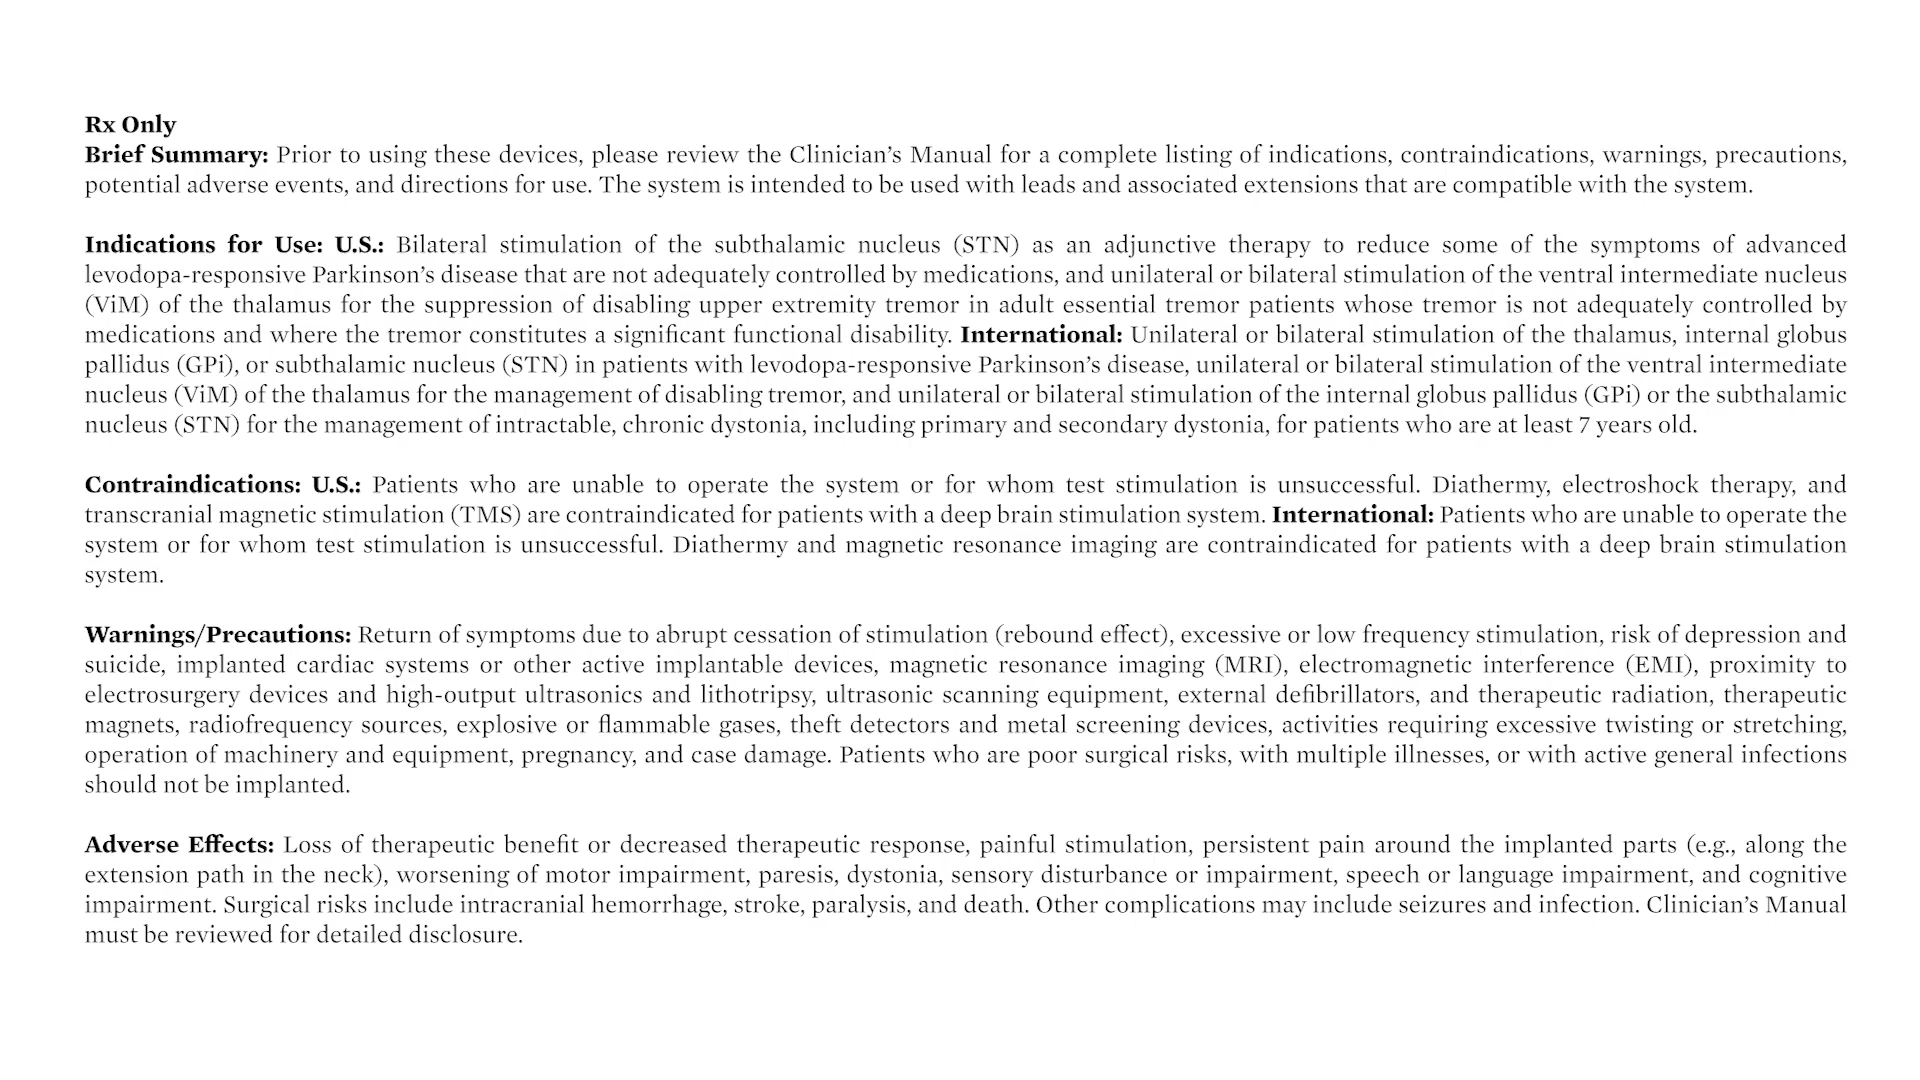 Rx Only
Brief Summary: Prior to using these devices, please review the Clinician’s Manual for a complete listing of indications, contraindications, warnings, precautions,
potential adverse events, and directions for use. The system is intended to be used with leads and associated extensions that are compatible with the system.
Indications for Use: U.S.: Bilateral stimulation of the subthalamic nucleus (STN) as an adjunctive therapy to reduce some of the symptoms of advanced
levodopa-responsive Parkinson’s disease that are not adequately controlled by medications, and unilateral or bilateral stimulation of the ventral intermediate nucleus
(ViM) of the thalamus for the suppression of disabling upper extremity tremor in adult essential tremor patients whose tremor is not adequately controlled by
medications and where the tremor constitutes a significant functional disability. International: Unilateral or bilateral stimulation of the thalamus, internal globus
pallidus (GPi), or subthalamic nucleus (STN) in patients with levodopa-responsive Parkinson’s disease, unilateral or bilateral stimulation of the ventral intermediate
nucleus (ViM) of the thalamus for the management of disabling tremor, and unilateral or bilateral stimulation of the internal globus pallidus (GPi) or the subthalamic
nucleus (STN) for the management of intractable, chronic dystonia, including primary and secondary dystonia, for patients who are at least 7 years old.
Contraindications: U.S.: Patients who are unable to operate the system or for whom test stimulation is unsuccessful. Diathermy, electroshock therapy, and
transcranial magnetic stimulation (TMS) are contraindicated for patients with a deep brain stimulation system. International: Patients who are unable to operate the
system or for whom test stimulation is unsuccessful. Diathermy and magnetic resonance imaging are contraindicated for patients with a deep brain stimulation
system.
Warnings/Precautions: Return of symptoms due to abrupt cessation of stimulation (rebound effect), excessive or low frequency stimulation, risk of depression and
suicide, implanted cardiac systems or other active implantable devices, magnetic resonance imaging (MRI), electromagnetic interference (EMI), proximity to
electrosurgery devices and high-output ultrasonics and lithotripsy, ultrasonic scanning equipment, external defibrillators, and therapeutic radiation, therapeutic
magnets, radiofrequency sources, explosive or flammable gases, theft detectors and metal screening devices, activities requiring excessive twisting or stretching,
operation of machinery and equipment, pregnancy, and case damage. Patients who are poor surgical risks, with multiple illnesses, or with active general infections
should not be implanted.
Adverse Effects: Loss of therapeutic benefit or decreased therapeutic response, painful stimulation, persistent pain around the implanted parts (e.g., along the
extension path in the neck), worsening of motor impairment, paresis, dystonia, sensory disturbance or impairment, speech or language impairment, and cognitive
impairment. Surgical risks include intracranial hemorrhage, stroke, paralysis, and death. Other complications may include seizures and infection. Clinician’s Manual
must be reviewed for detailed disclosure.